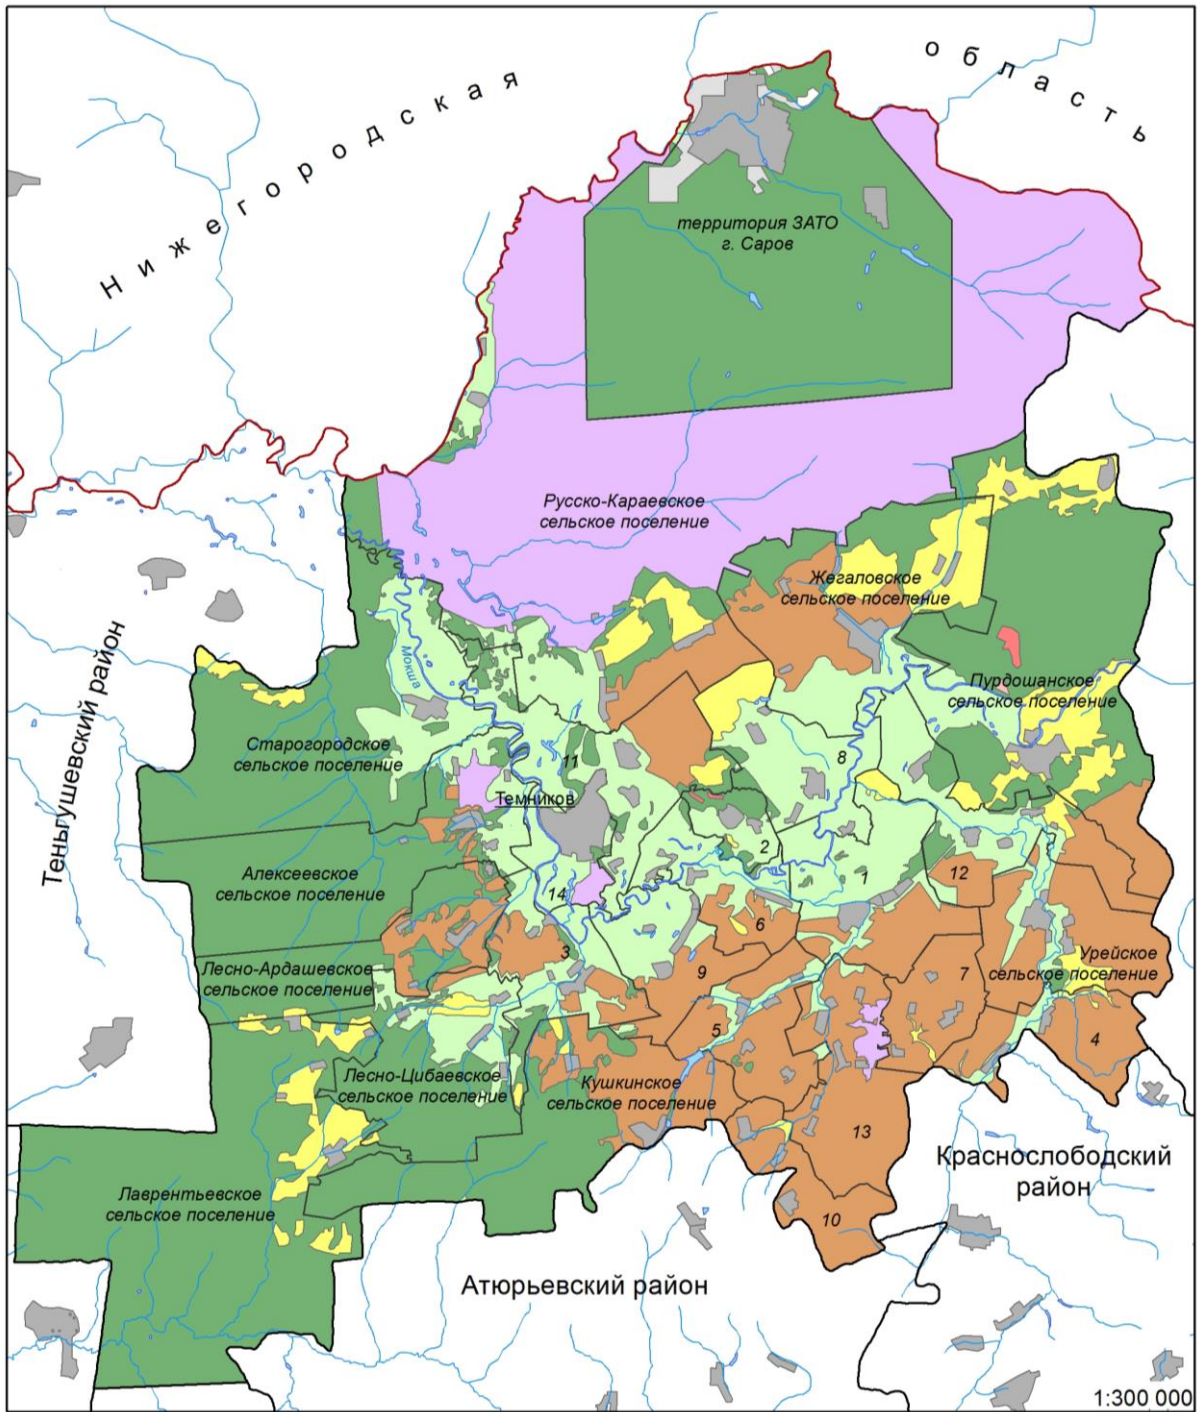 Нижегородская
область
территория ЗАТО
г. Саров
Русско-Караевское
сельское поселение
Жегаловское
сельское поселение
Мокша
Пурдошанское
сельское поселение
Теньгушевский район
Старогородское
сельское поселение
11
8
Темников
2
1
12
Алексеевское
сельское поселение
14
6
3
Лесно-Ардашевское
сельское поселение
9
7
Урейское
сельское поселение
5
4
Лесно-Цибаевское
сельское поселение
Кушкинское
сельское поселение
13
Краснослободский
район
Лаврентьевское
сельское поселение
10
Атюрьевский район
1:300 000